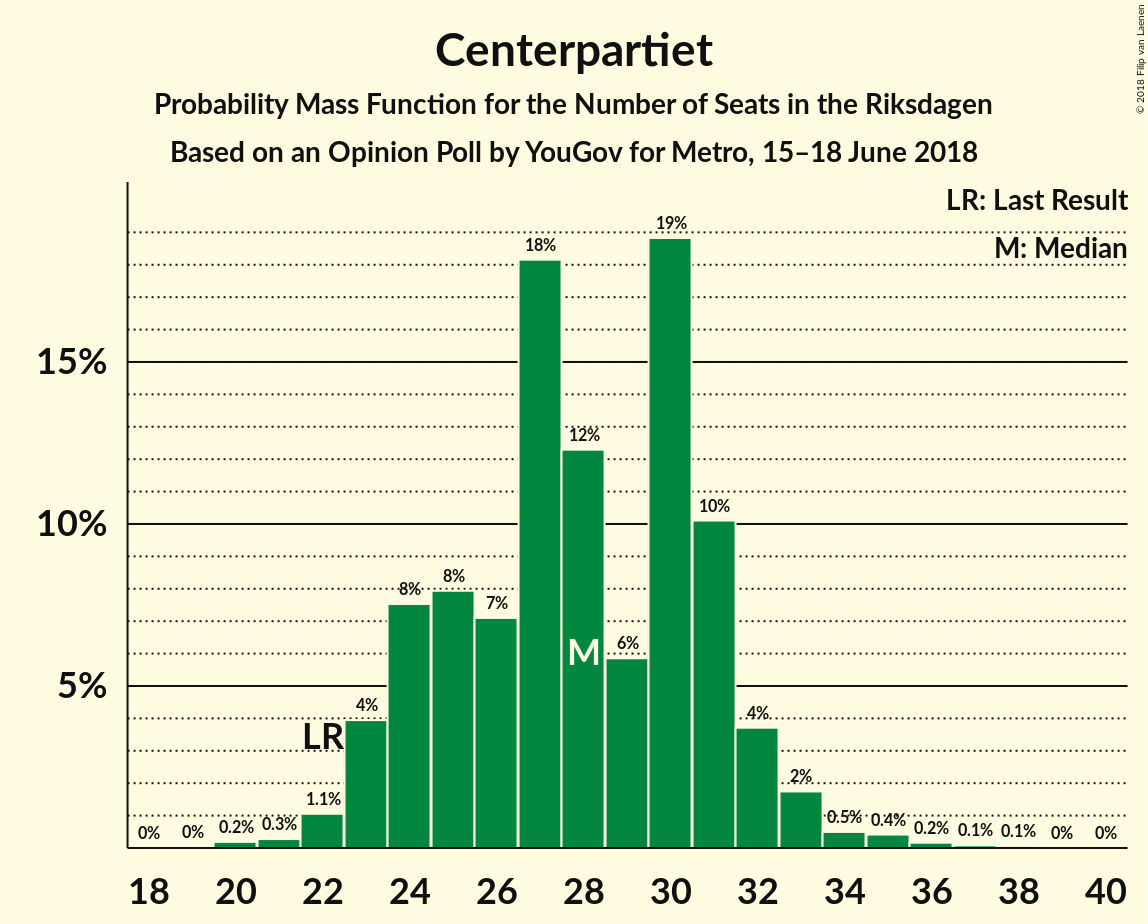 Centerpartiet
Probability Mass Function for the Number of Seats in the Riksdagen
Based on an Opinion Poll by YouGov for Metro, 15–18 June 2018
© 2018 Filip van Laenen
LR: Last Result
M: Median
15%
10%
5%
0% 0% 0.2% 0.3% 1.1% 4% 8% 8% 7% 18% 12% 6% 19% 10% 4% 2% 0.5% 0.4% 0.2% 0.1% 0.1% 0% 0%
LR
M
18 20 22 24 26 28 30 32 34 36 38 40